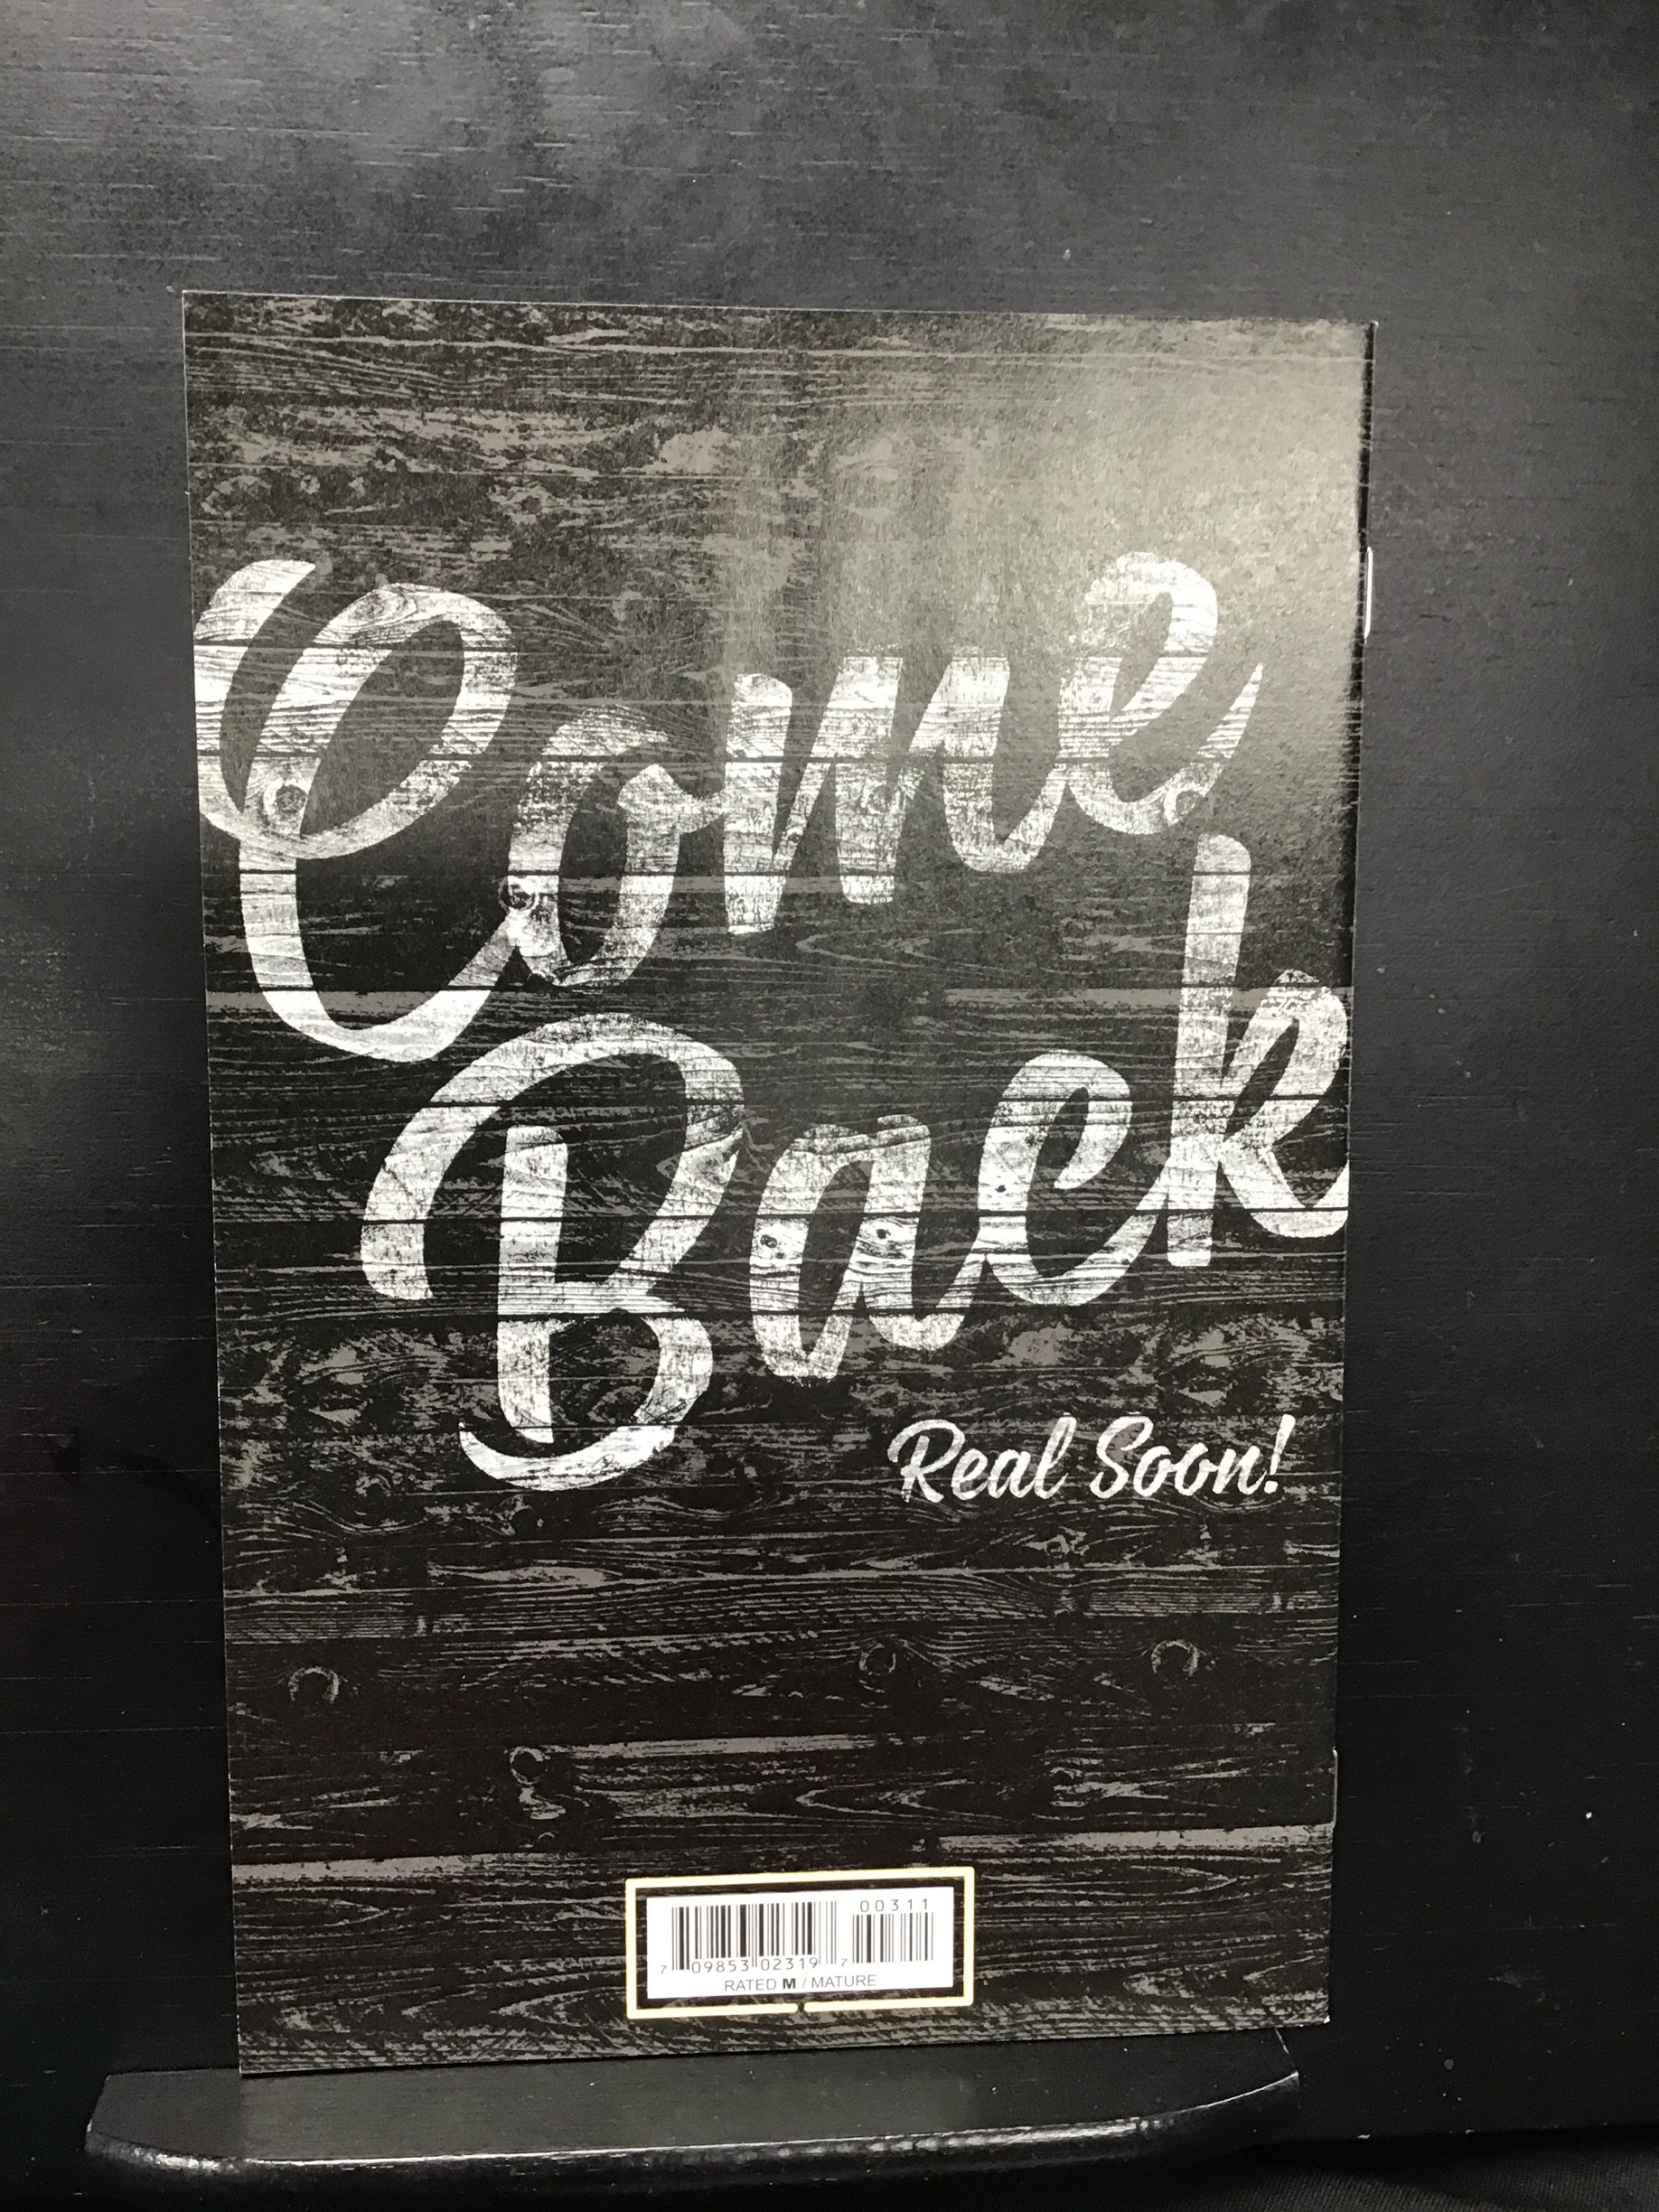 Come
Back
Real Soon!
00311
7 09853 02319 7
RATED M / MATURE